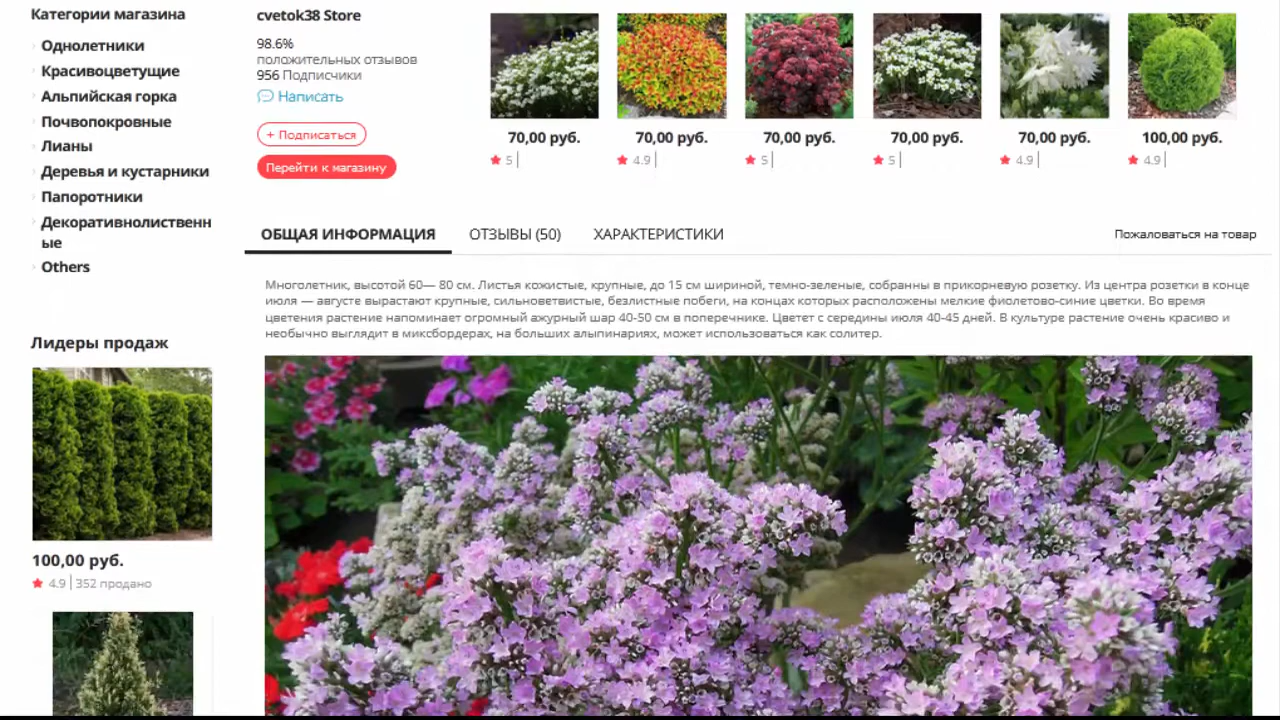 Категории магазина
Однолетники
Красивоцветущие
Альпийская горка
Почвопокровные
Лианы
Деревья и кустарники
Папоротники
Декоративнолиственн
ые
Others
Лидеры продаж
100,00 руб.
4.9 | 352 продано
cvetok38 Store
98.6%
положительных отзывов
956 Подписчики
Написать
+ Подписаться
Перейти к магазину
70,00 руб. 70,00 руб. 70,00 руб. 70,00 руб. 70,00 руб. 100,00 руб.
5 | 4.9 | 5 | 5 | 4.9 | 4.9 |
ОБЩАЯ ИНФОРМАЦИЯ ОТЗЫВЫ (50) ХАРАКТЕРИСТИКИ Пожаловаться на товар
Многолетник, высотой 60— 80 см. Листья кожистые, крупные, до 15 см шириной, темно-зеленые, собранны в прикорневую розетку. Из центра розетки в конце
июля — августе вырастают крупные, сильноветвистые, безлистные побеги, на концах которых расположены мелкие фиолетово-синие цветки. Во время
цветения растение напоминает огромный ажурный шар 40-50 см в поперечнике. Цветет с середины июля 40-45 дней. В культуре растение очень красиво и
необычно выглядит в миксбордерах, на больших алыпинариях, может использоваться как солитер.